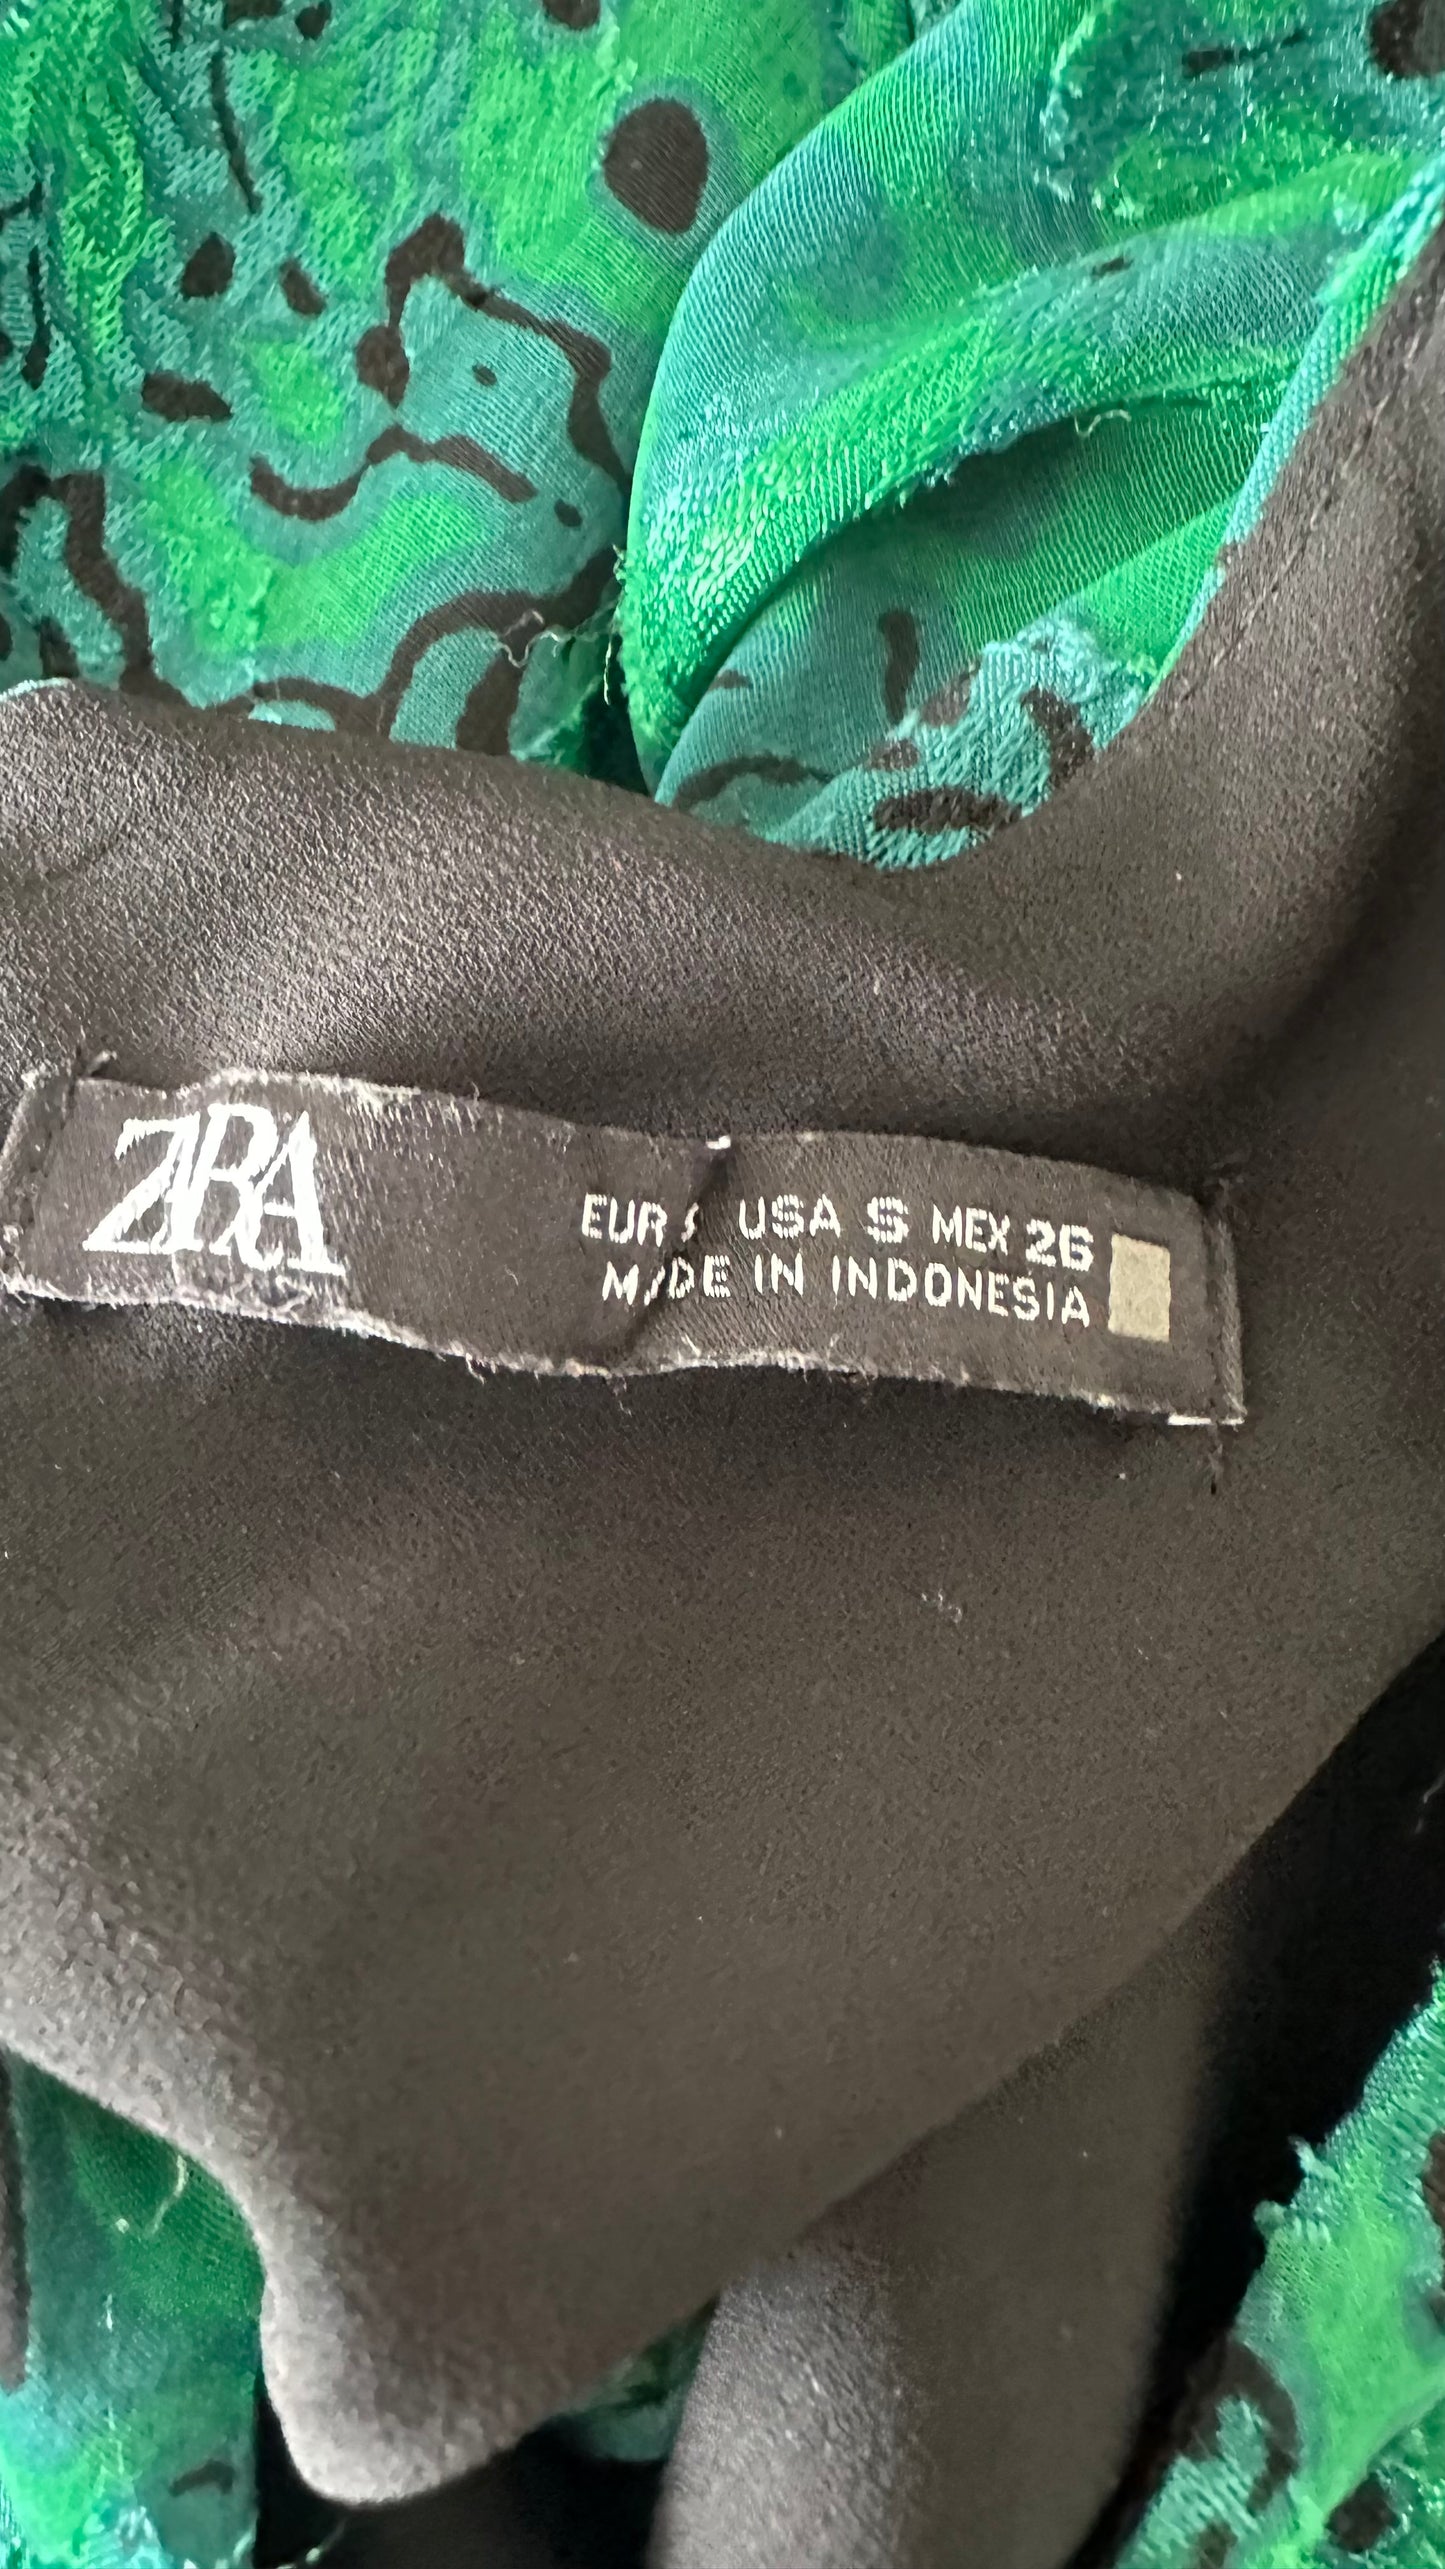 ZARA
EUR S USA S MEX 26
MADE IN INDONESIA